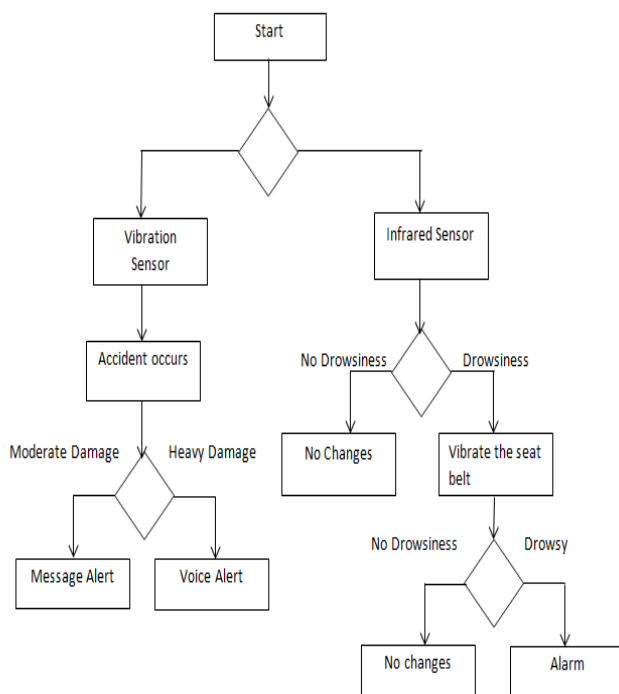 Start
Vibration
Sensor
Infrared Sensor
Accident occurs
No Drowsiness
Drowsiness
Moderate Damage
Heavy Damage
No Changes
Vibrate the seat
belt
Message Alert
Voice Alert
No Drowsiness
Drowsy
No changes
Alarm